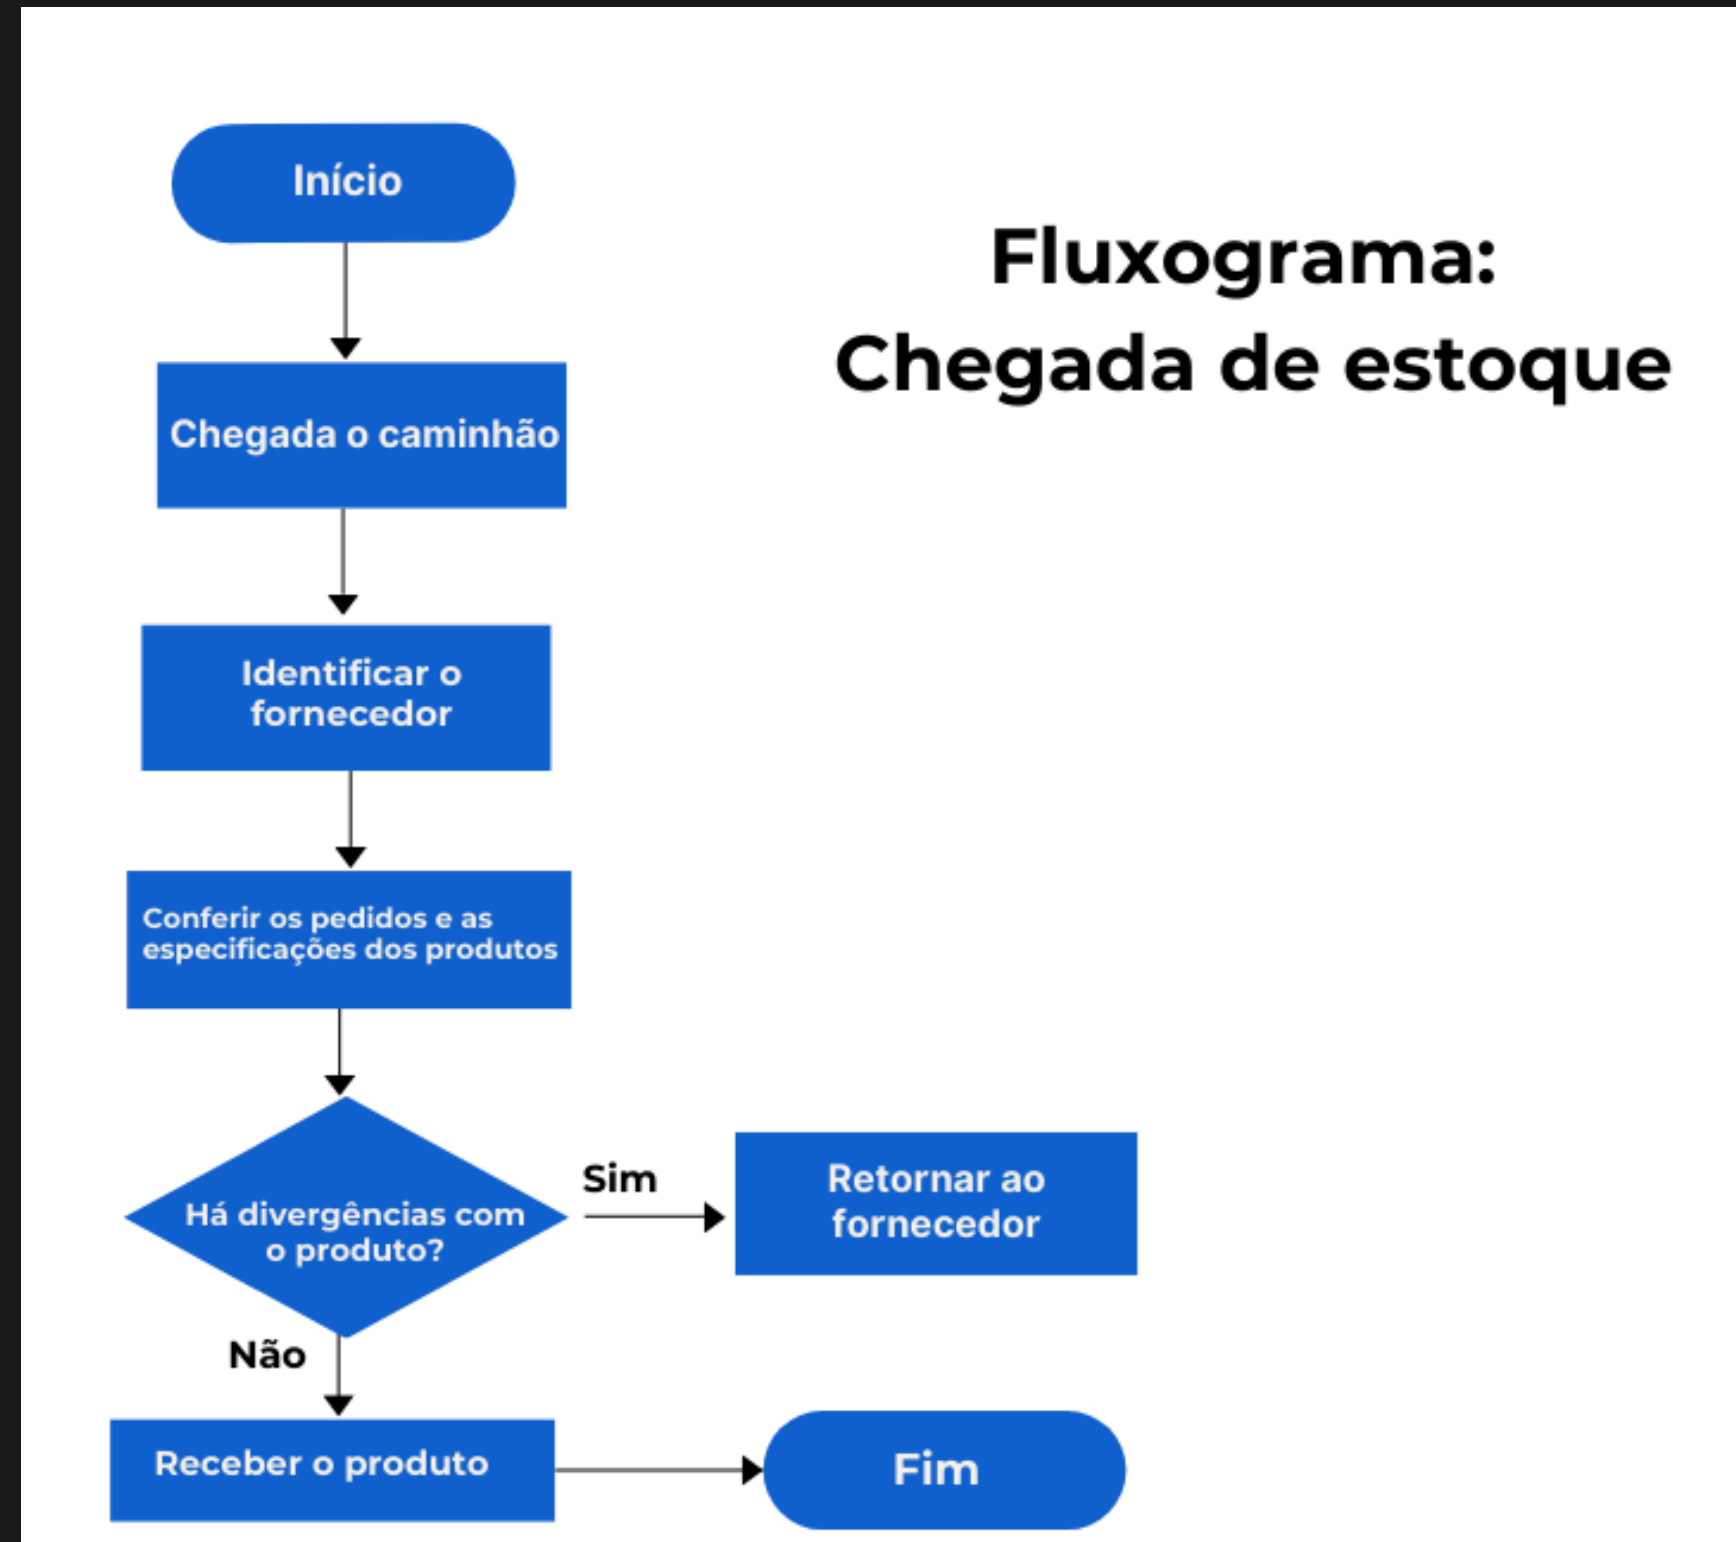 Início
Fluxograma:
Chegada de estoque
Chegada o caminhão
Identificar o
fornecedor
Conferir os pedidos e as
especificações dos produtos
Há divergências com
o produto?
Sim
Retornar ao
fornecedor
Não
Receber o produto
Fim